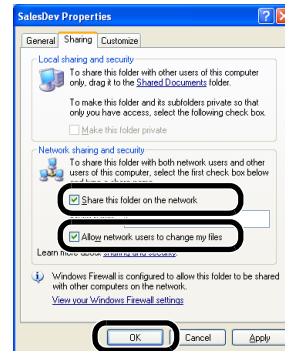 SalesDev Properties
General Sharing Customize
Local sharing and security
To share this folder with other users of this computer
only, drag it to the Shared Documents folder.
To make this folder and its subfolders private so that
only you have access, select the following check box.
Make this folder private
Network sharing and security
To share this folder with both network users and other
users of this computer, select the first check box below
Share this folder on the network
Allow network users to change my files
Learn more about sharing and security.
Windows Firewall is configured to allow this folder to be shared
with other computers on the network.
View your Windows Firewall settings
OK Cancel Apply